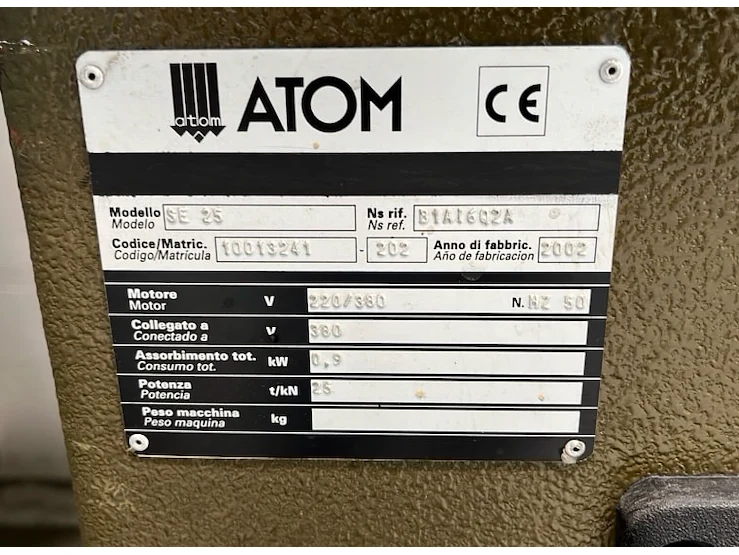 atom ATOM CE
Modello SE 25 Ns rif. B1A16Q2A
Modelo Ns ref.
Codice/Matric. 10013241 - 202 Anno di fabbric. 2002
Codigo/Matrícula Año de fabricacion
Motore V 220/380 N. HZ 50
Motor
Collegato a V 380
Conectado a
Assorbimento tot. kW 0,9
Consumo tot.
Potenza t/kN 25
Potencia
Peso macchina kg
Peso maquina